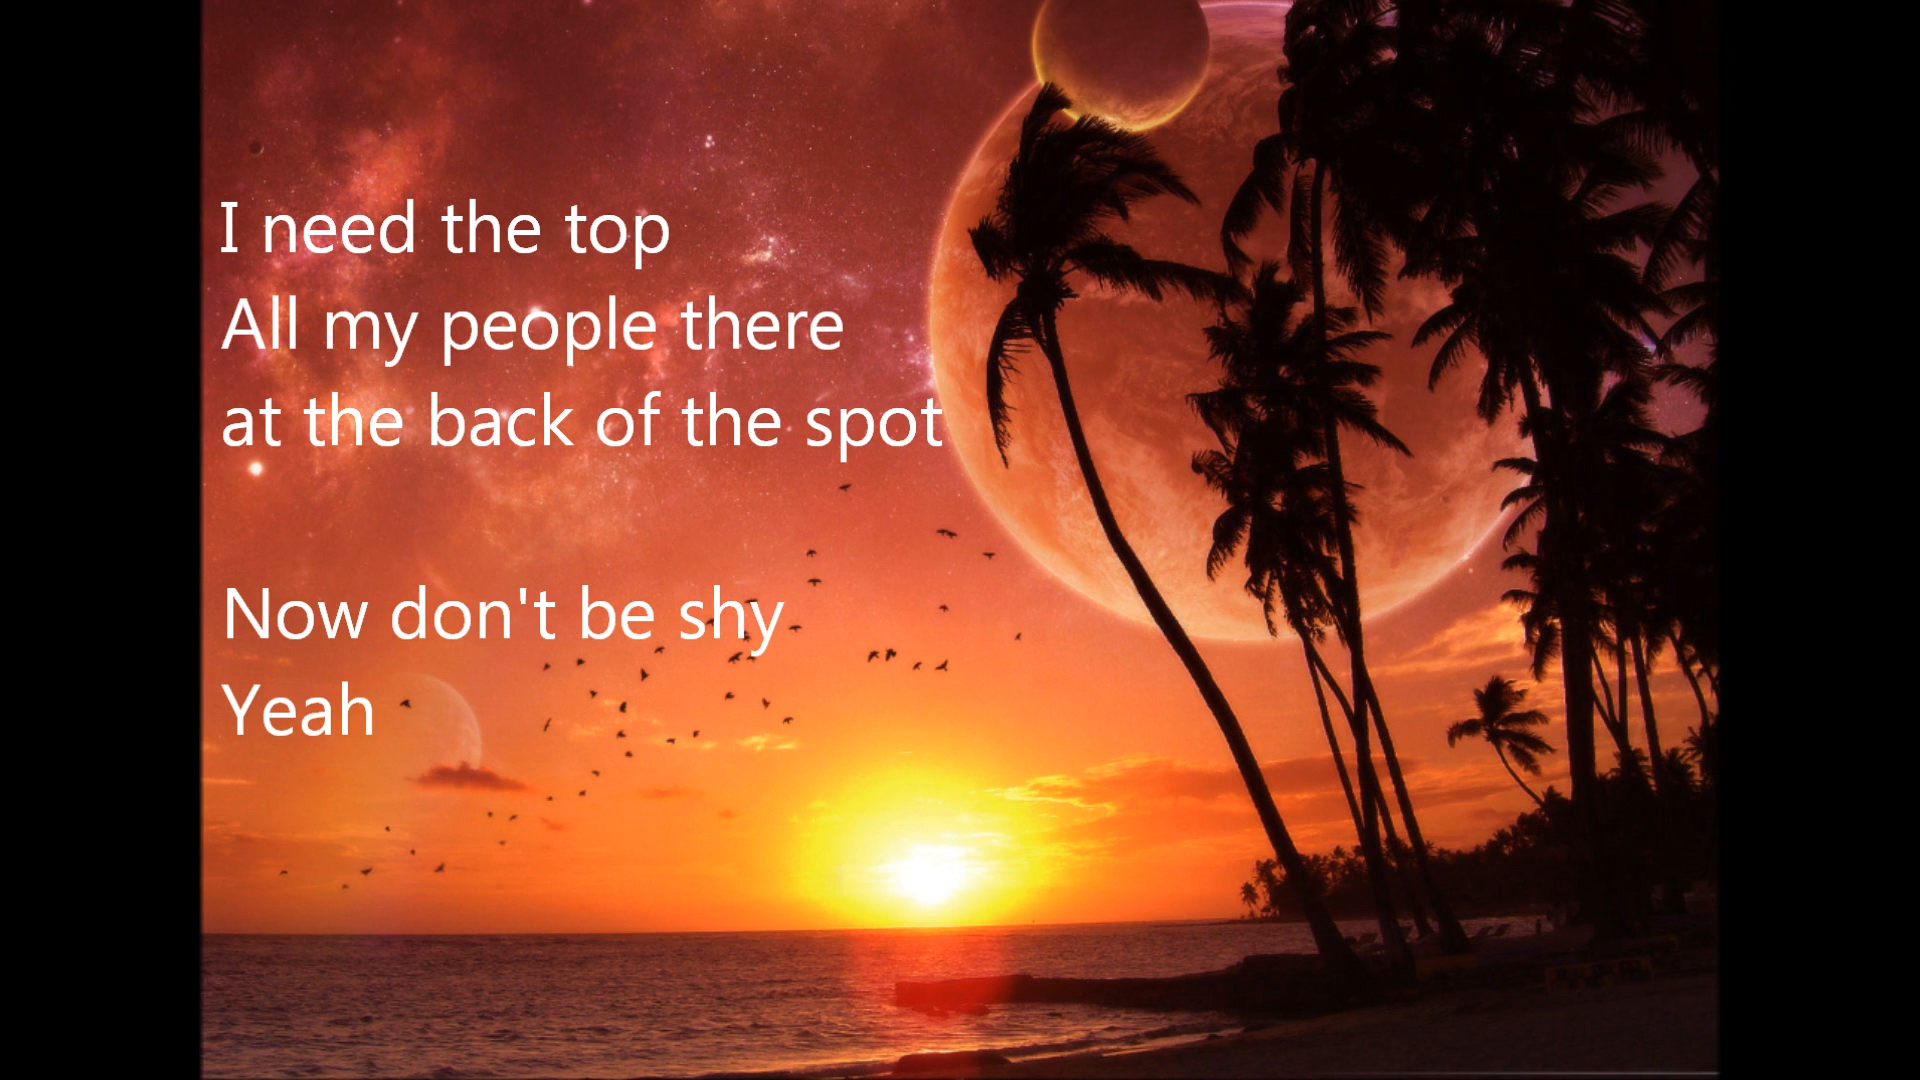 I need the top
All my people there
at the back of the spot
Now don't be shy
Yeah